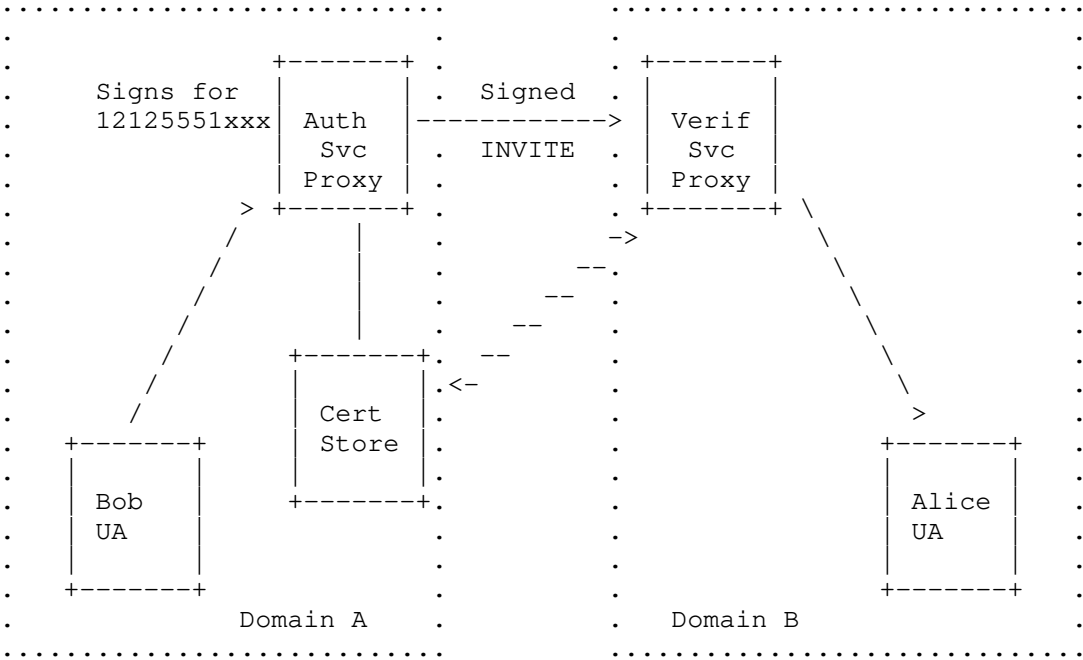 Signs for
Signed
12125551xxx
Auth
Verif
Svc
INVITE
Svc
Proxy
Proxy
Cert
Store
Bob
Alice
UA
UA
Domain A
Domain B